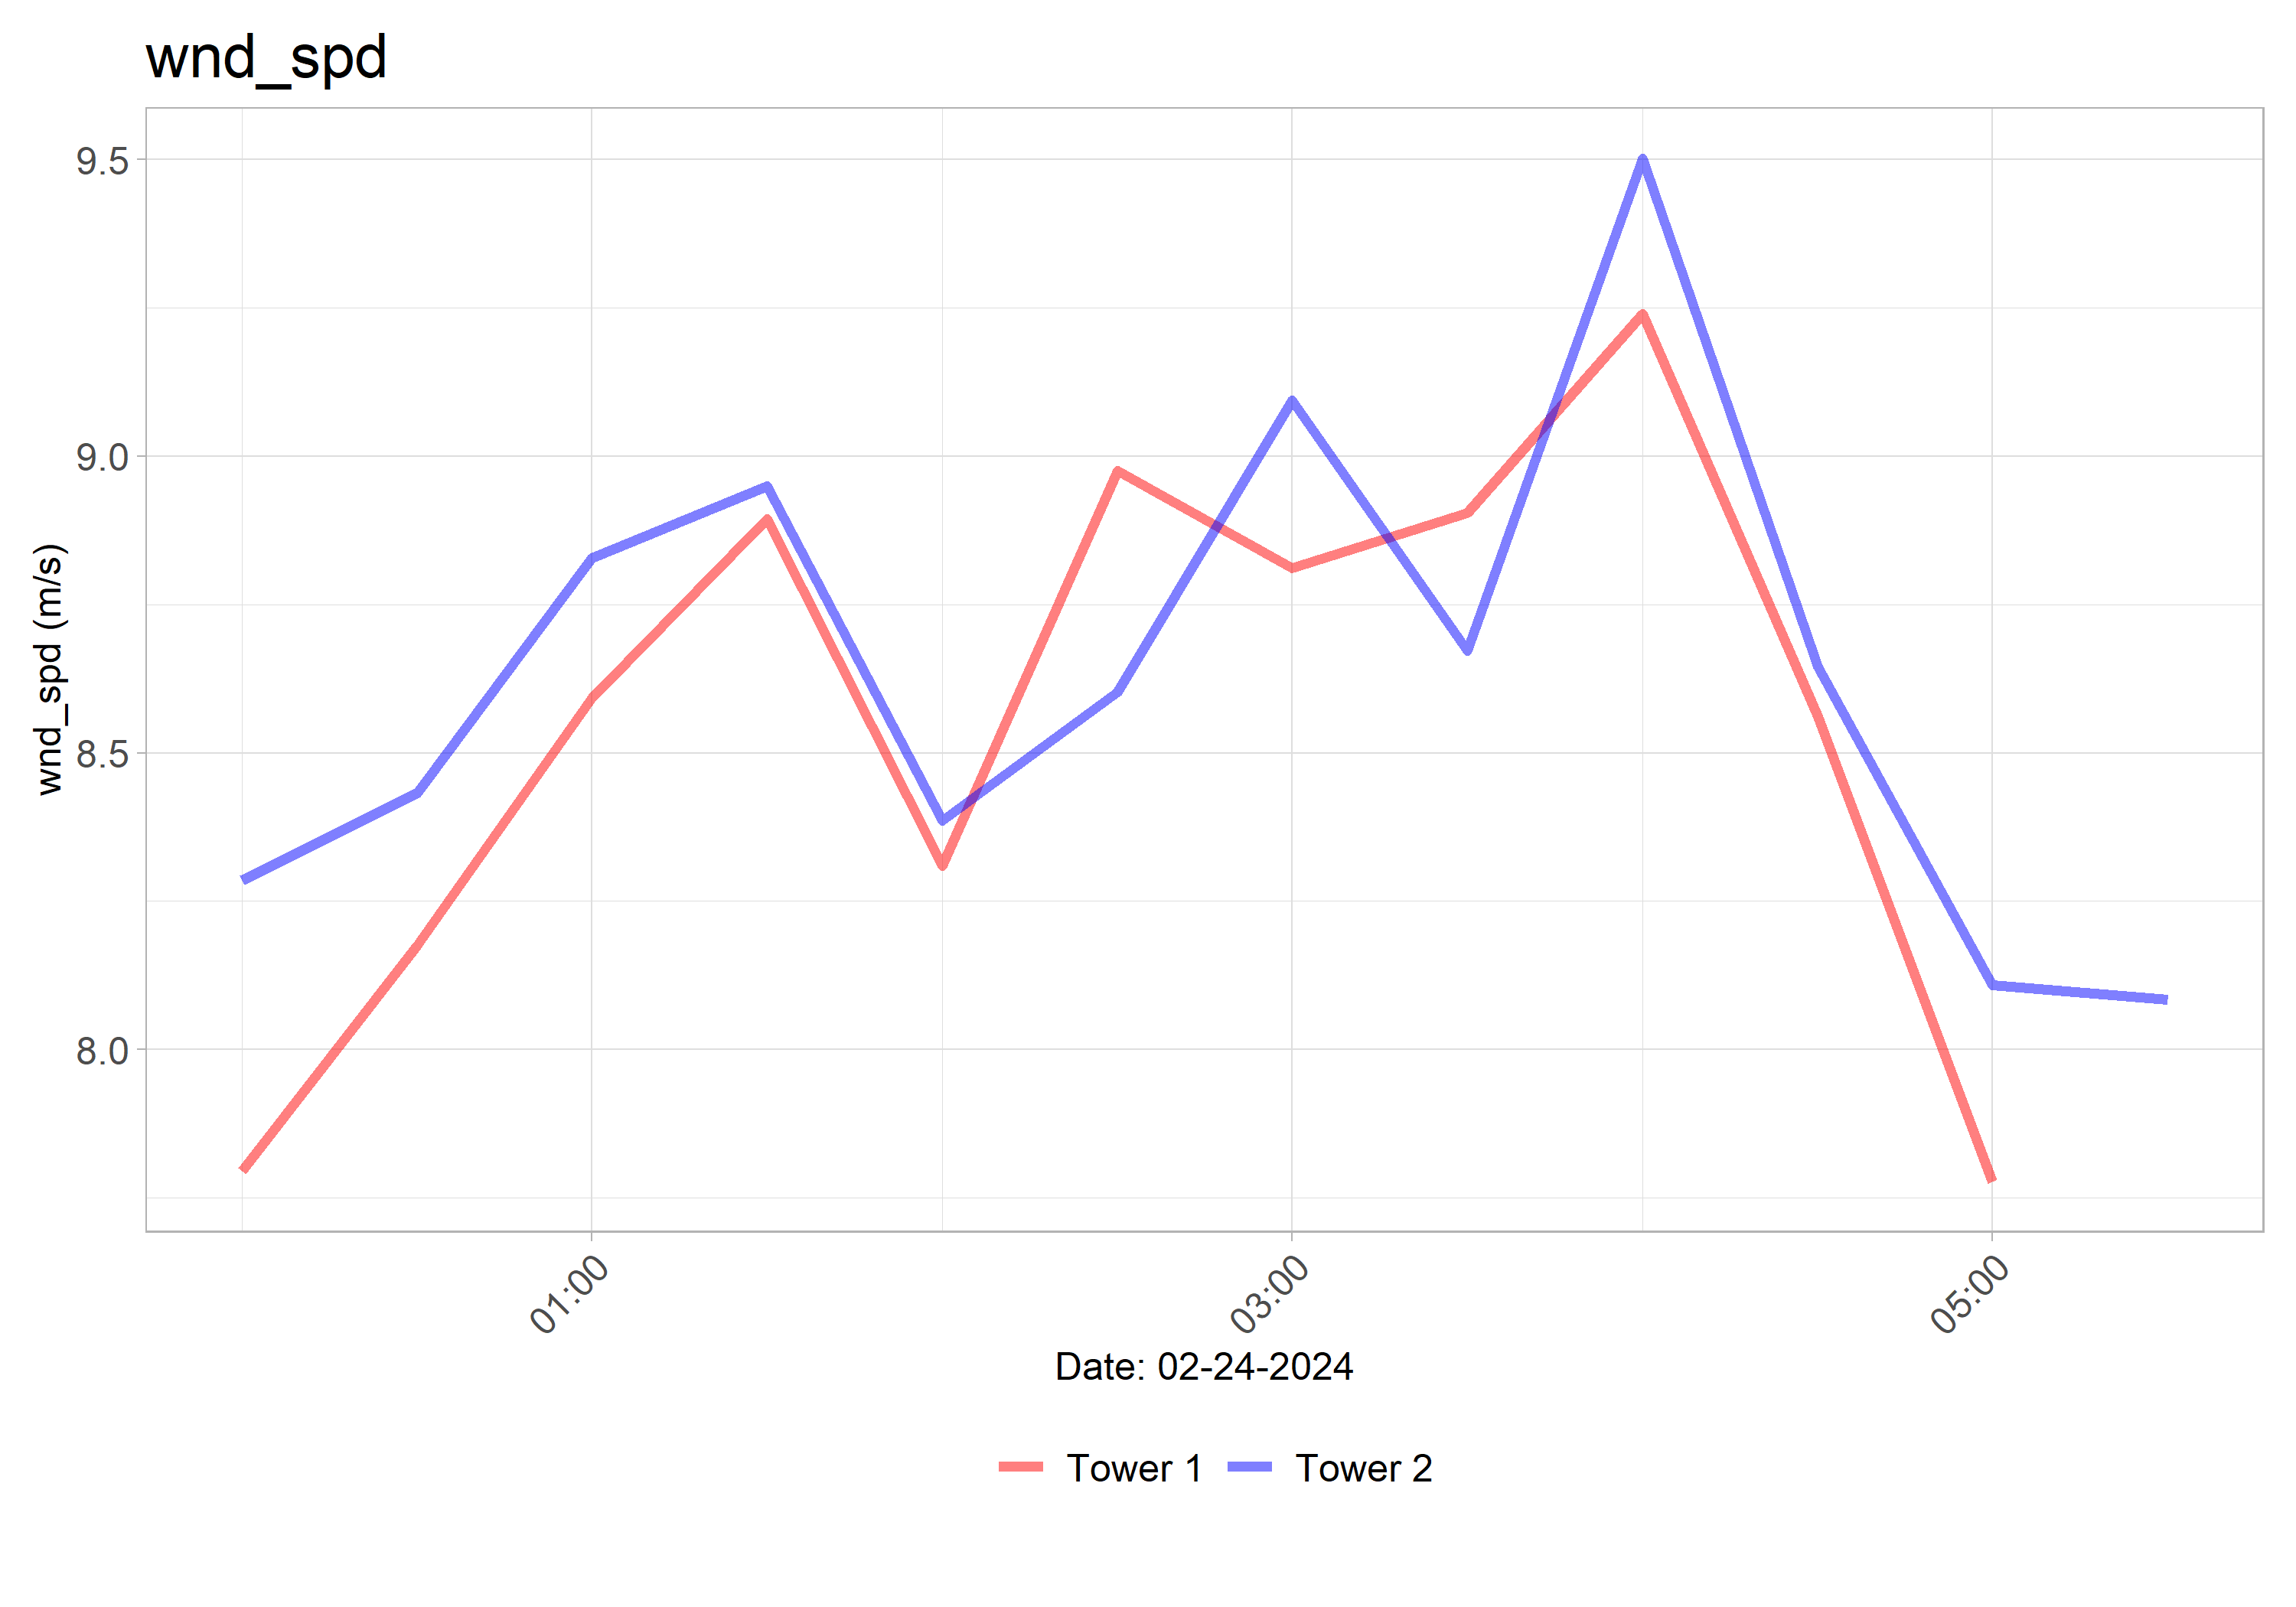 wnd_spd
wnd_spd (m/s)
9.5
9.0
8.5
8.0
01:00
03:00
05:00
Date: 02-24-2024
Tower 1
Tower 2